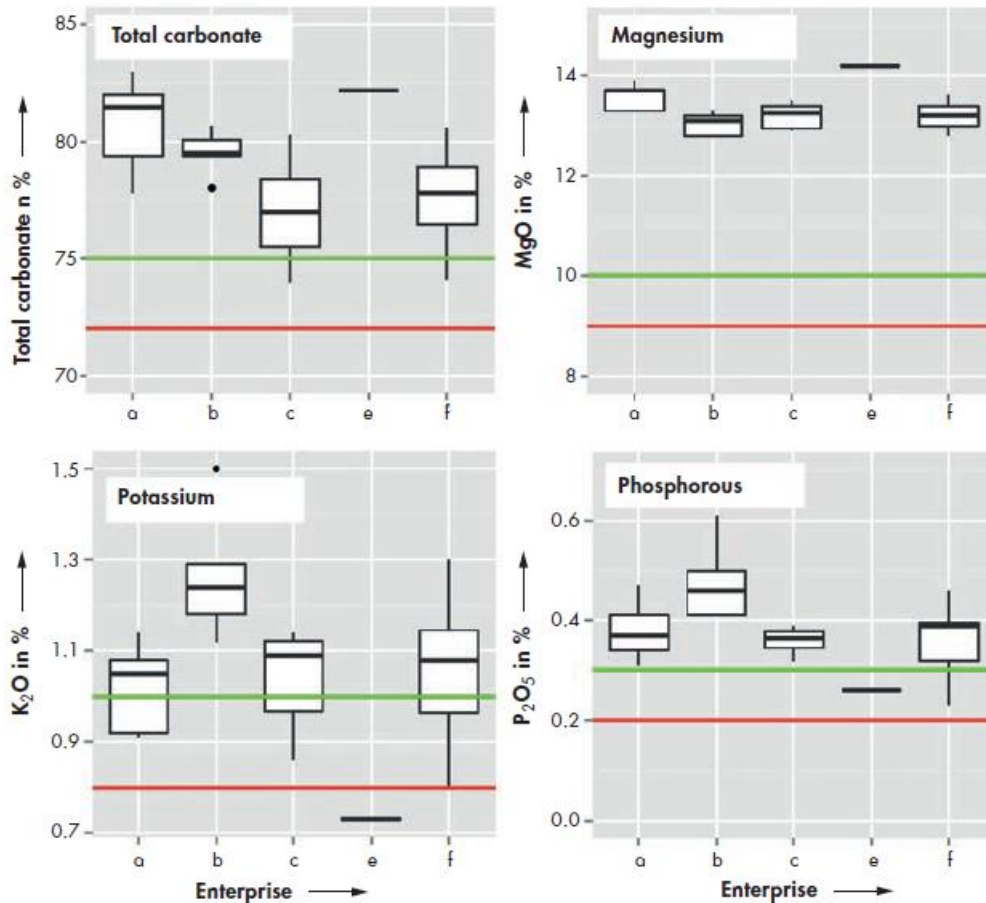 Total carbonate
Total carbonate n %
85
80
75
70
a b c e f
Magnesium
MgO in %
14
12
10
8
a b c e f
Potassium
K₂O in %
1.5
1.3
1.1
0.9
0.7
a b c e f
Enterprise
Phosphorous
P₂O₅ in %
0.6
0.4
0.2
0.0
a b c e f
Enterprise